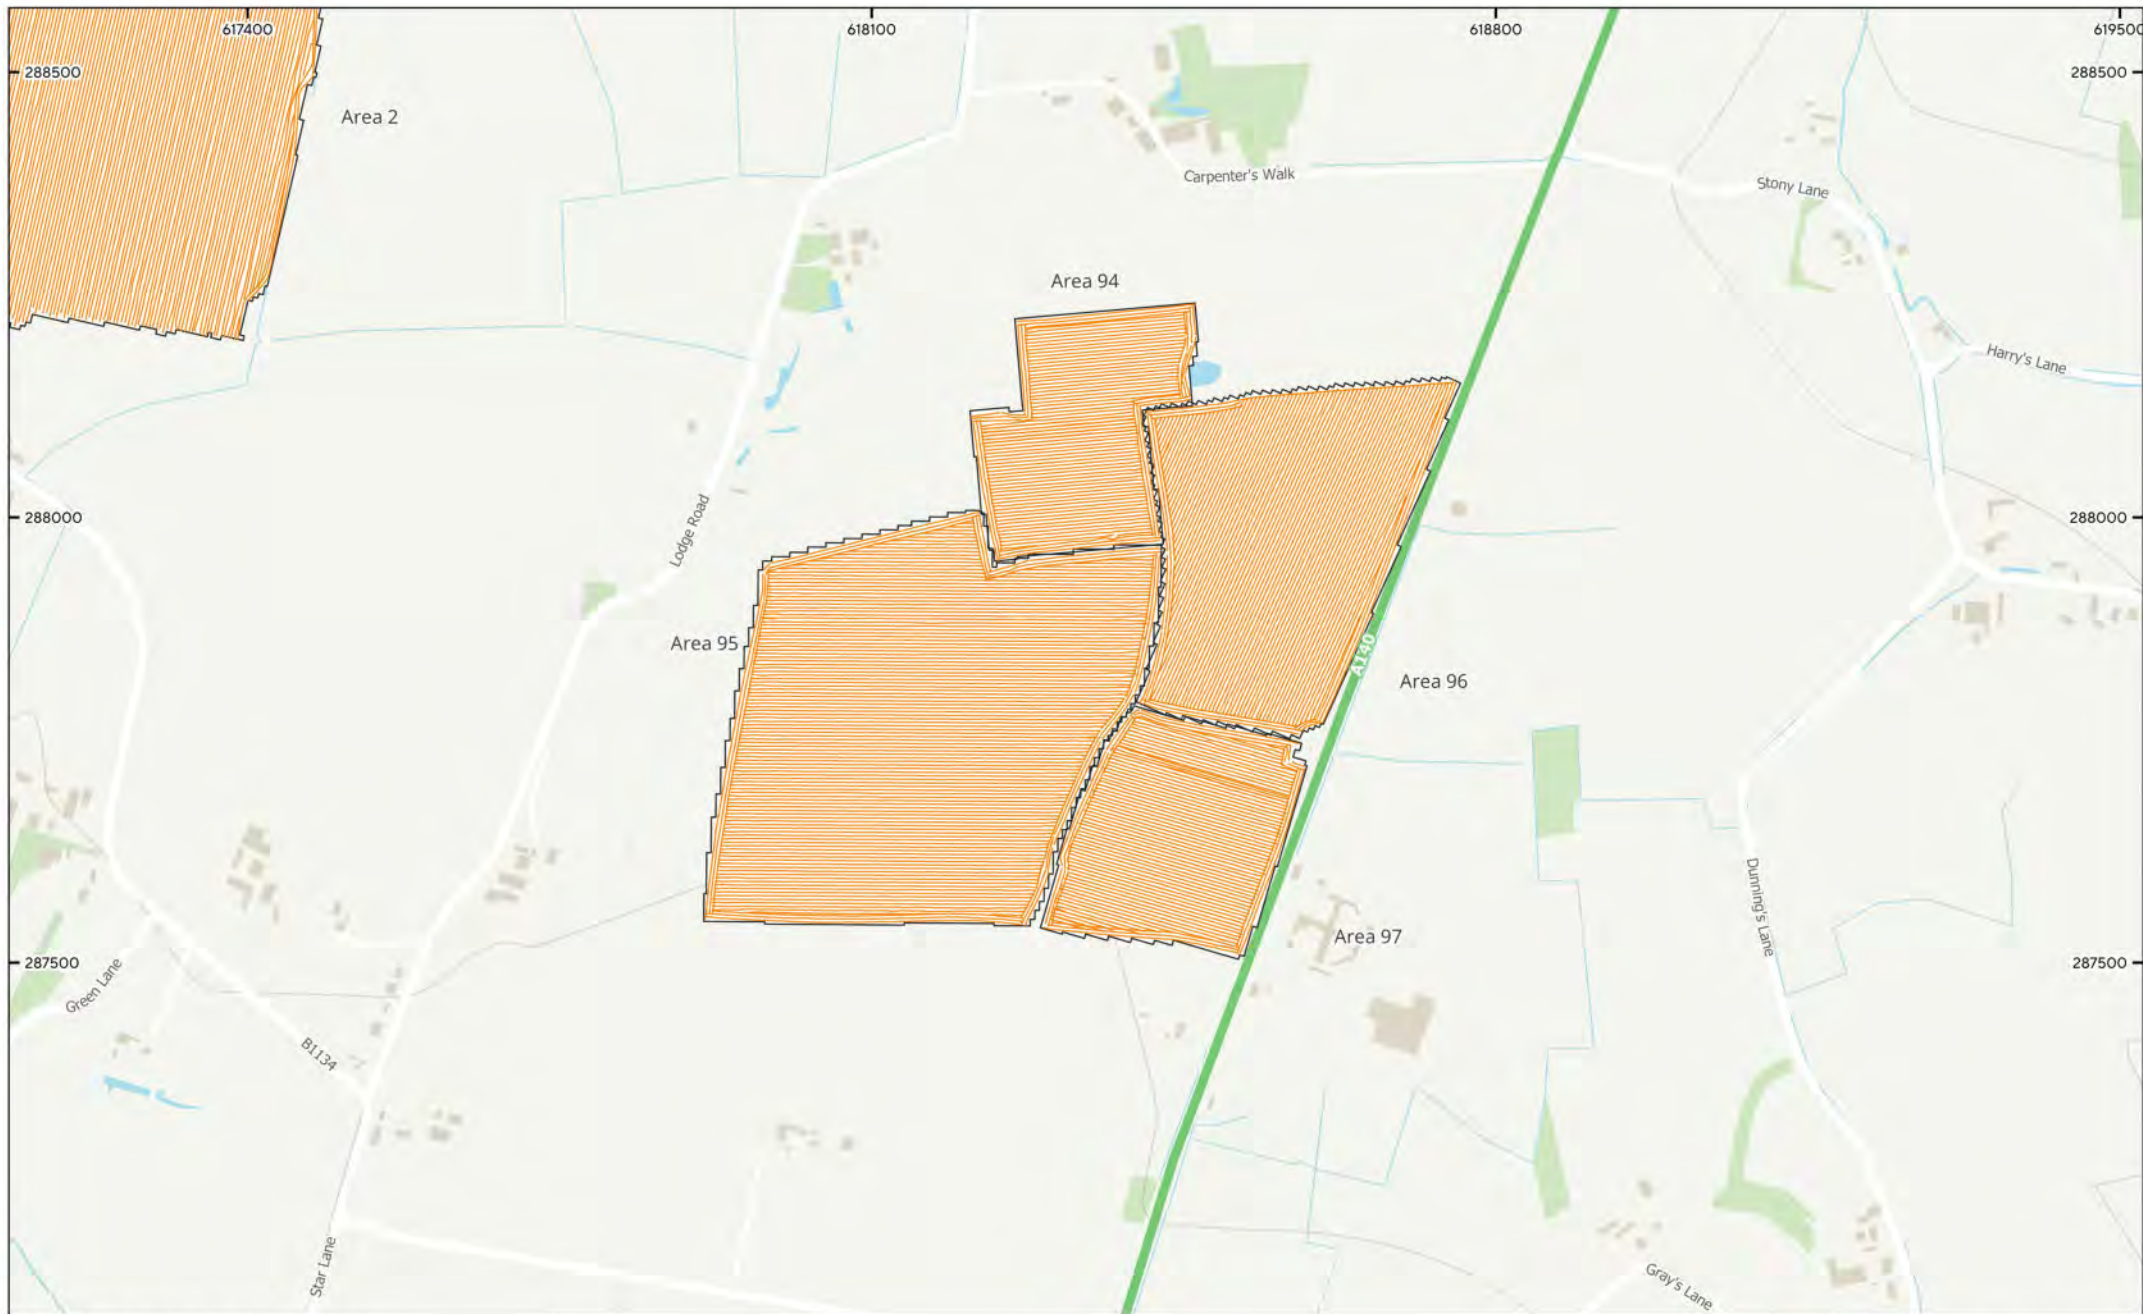 617400
618100
618800
619500
288500
288500
Area 2
Carpenter's Walk
Stony Lane
Area 94
Harry's Lane
288000
288000
Lodge Road
Area 95
A140
Area 96
Dunning's Lane
Area 97
287500
287500
Green Lane
B1134
Star Lane
Gray's Lane